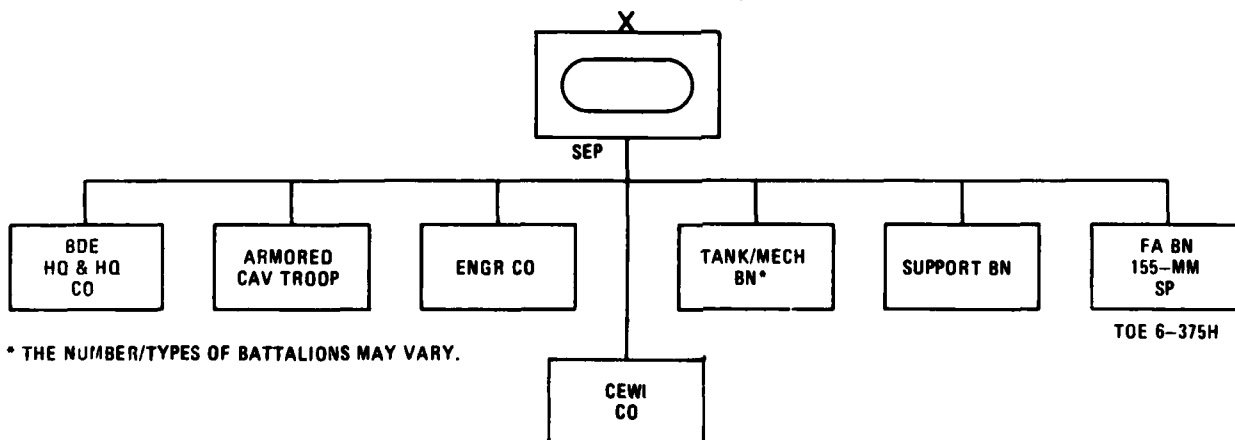 X
SEP
BDE
HQ & HQ
CO
ARMORED
CAV TROOP
ENGR CO
TANK/MECH
BN*
SUPPORT BN
FA BN
155-MM
SP
TOE 6-375H
* THE NUMBER/TYPES OF BATTALIONS MAY VARY.
CEWI
CO